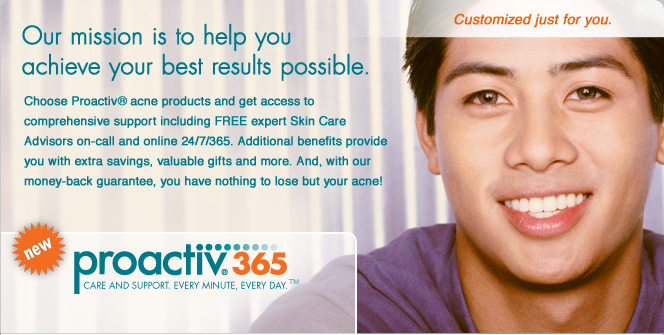 Customized just for you.
Our mission is to help you
achieve your best results possible.
Choose Proactiv® acne products and get access to
comprehensive support including FREE expert Skin Care
Advisors on-call and online 24/7/365. Additional benefits provide
you with extra savings, valuable gifts and more. And, with our
money-back guarantee, you have nothing to lose but your acne!
new
proactiv® 365
CARE AND SUPPORT. EVERY MINUTE, EVERY DAY.™